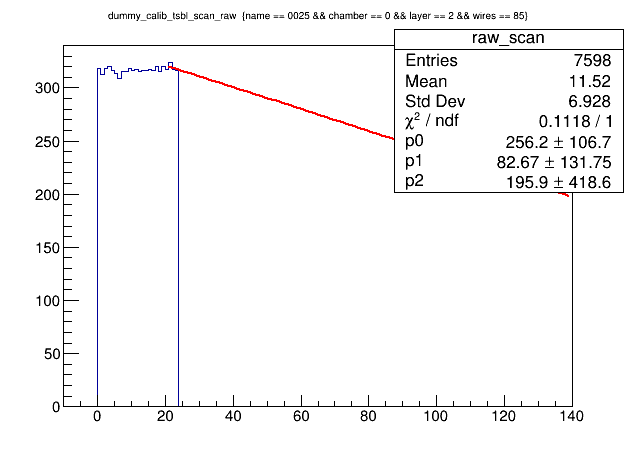 dummy_calib_tsbl_scan_raw {name == 0025 && chamber == 0 && layer == 2 && wires == 85}
raw_scan
Entries 7598
Mean 11.52
Std Dev 6.928
χ² / ndf 0.1118 / 1
p0 256.2 ± 106.7
p1 82.67 ± 131.75
p2 195.9 ± 418.6
300
250
200
150
100
50
0
0 20 40 60 80 100 120 140